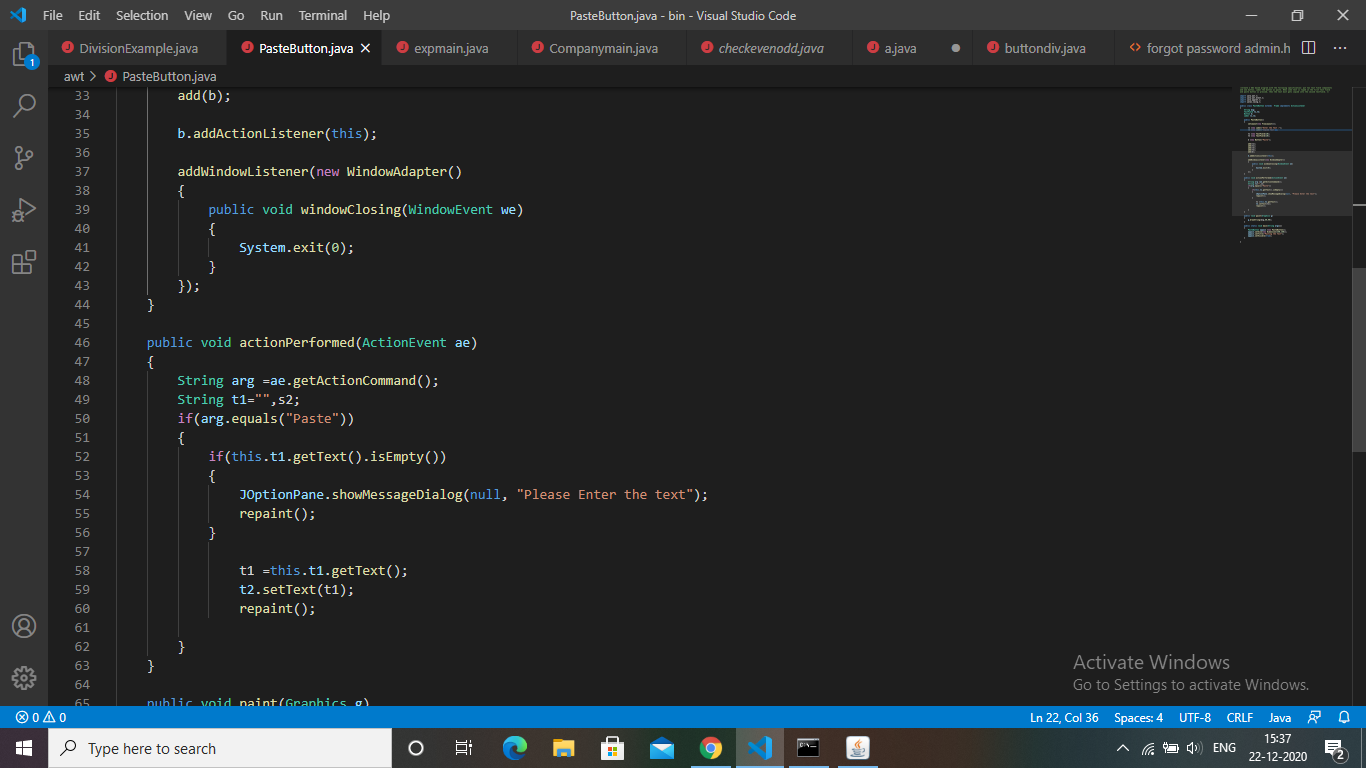 File Edit Selection View Go Run Terminal Help PasteButton.java - bin - Visual Studio Code
DivisionExample.java PasteButton.java expmain.java Companymain.java checkevenodd.java a.java buttondiv.java forgot password admin.h
1
awt > PasteButton.java
33 add(b);
34
35 b.addActionListener(this);
36
37 addWindowListener(new WindowAdapter()
38 {
39 public void windowClosing(WindowEvent we)
40 {
41 System.exit(0);
42 }
43 });
44 }
45
46 public void actionPerformed(ActionEvent ae)
47 {
48 String arg =ae.getActionCommand();
49 String t1="",s2;
50 if(arg.equals("Paste"))
51 {
52 if(this.t1.getText().isEmpty())
53 {
54 JOptionPane.showMessageDialog(null, "Please Enter the text");
55 repaint();
56 }
57
58 t1 =this.t1.getText();
59 t2.setText(t1);
60 repaint();
61
62 }
63 }
64
65 public void paint(Graphics g)
Activate Windows
Go to Settings to activate Windows.
0 0 Ln 22, Col 36 Spaces: 4 UTF-8 CRLF Java
Type here to search
ENG
15:37
22-12-2020
2